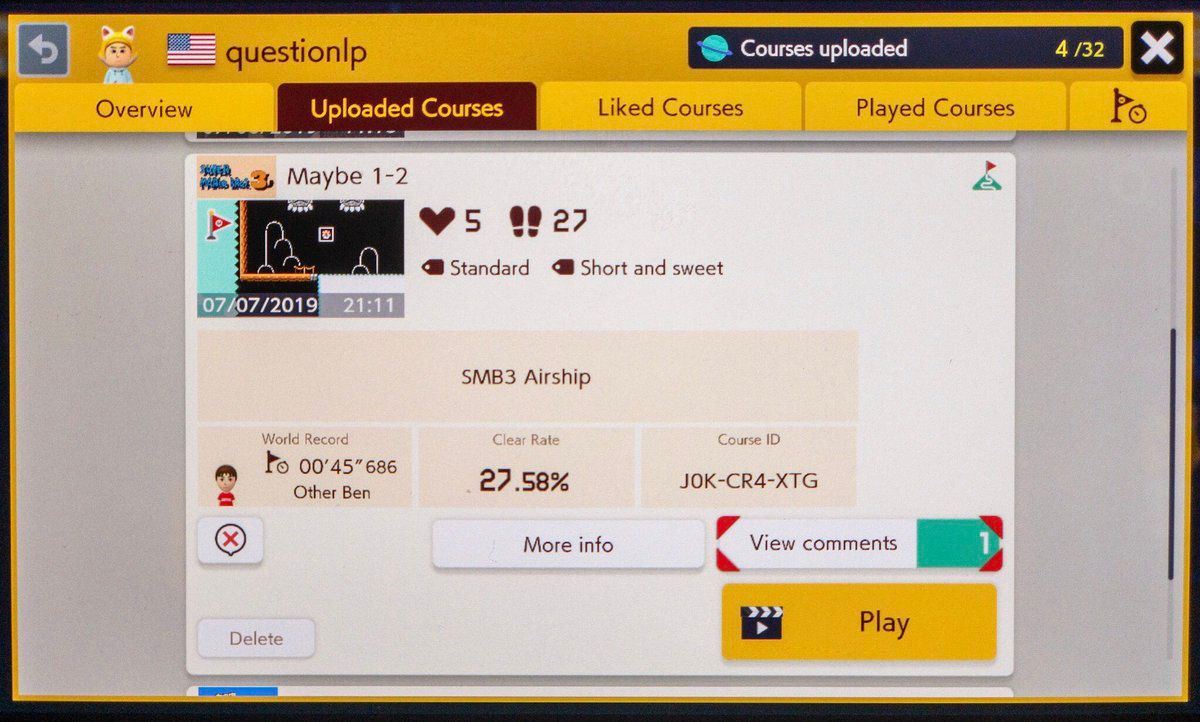 questionlp
Courses uploaded 4 /32
Overview
Uploaded Courses
Liked Courses
Played Courses
Maybe 1-2
5 27
Standard Short and sweet
07/07/2019 21:11
SMB3 Airship
World Record
00'45"686
Other Ben
Clear Rate
27.58%
Course ID
J0K-CR4-XTG
More info
View comments 1
Delete
Play